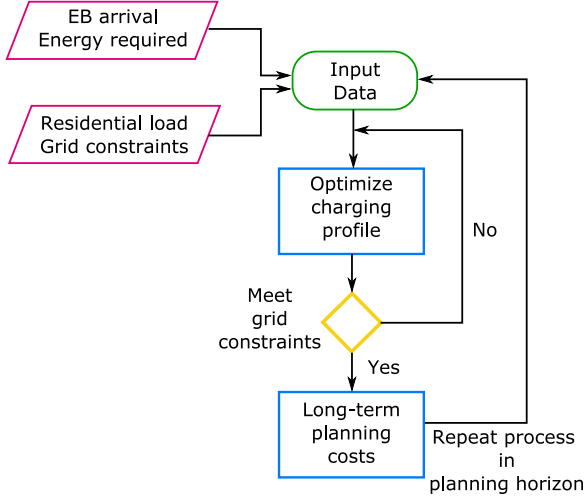 EB arrival
Energy required
Input
Data
Residential load
Grid constraints
Optimize
charging
profile
No
Meet
grid
constraints
Yes
Long-term
planning
costs
Repeat process
in
planning horizon